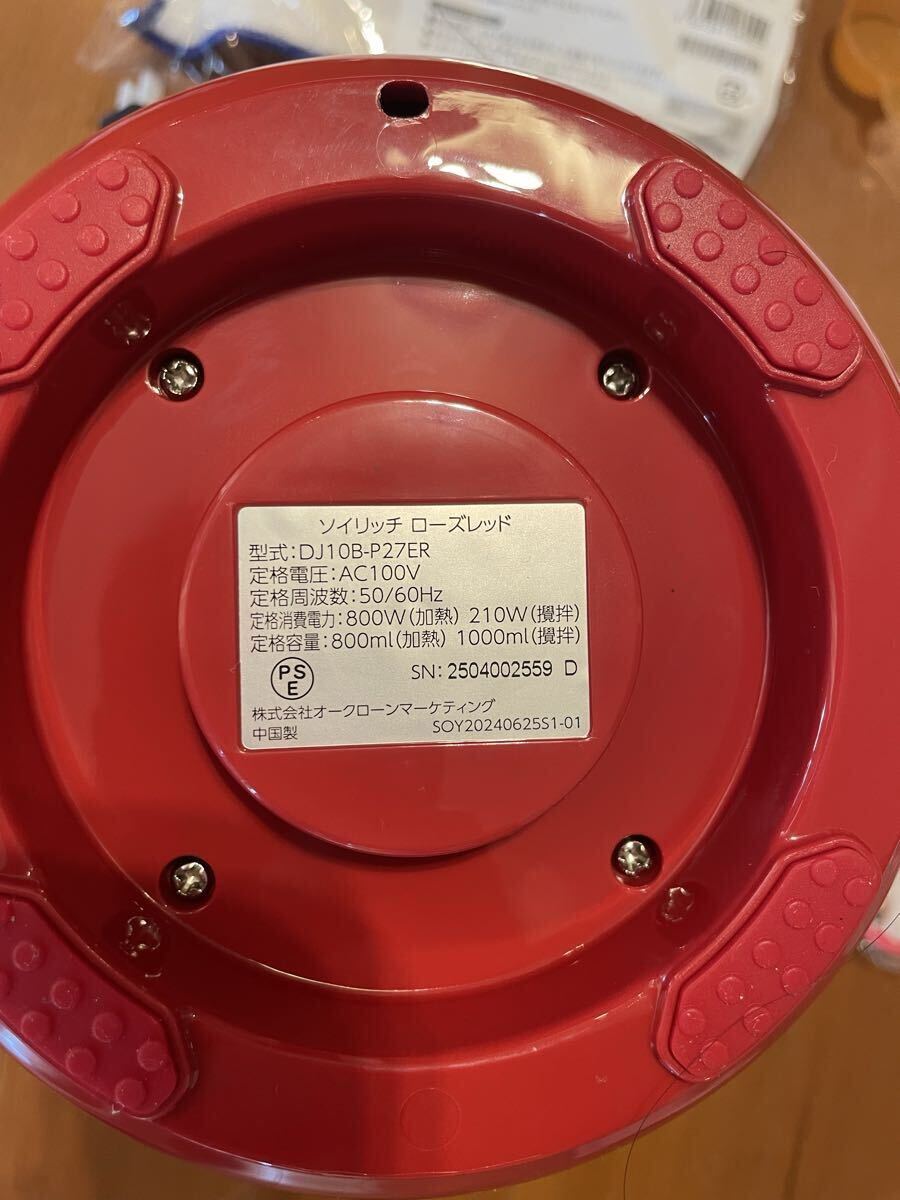 ソイリッチ ローズレッド
型式:DJ10B-P27ER
定格電圧:AC100V
定格周波数:50/60Hz
定格消費電力:800W(加熱) 210W(攪拌)
定格容量:800ml(加熱) 1000ml(攪拌)
PS
E
SN: 2504002559 D
株式会社オークローンマーケティング
中国製
SOY20240625S1-01